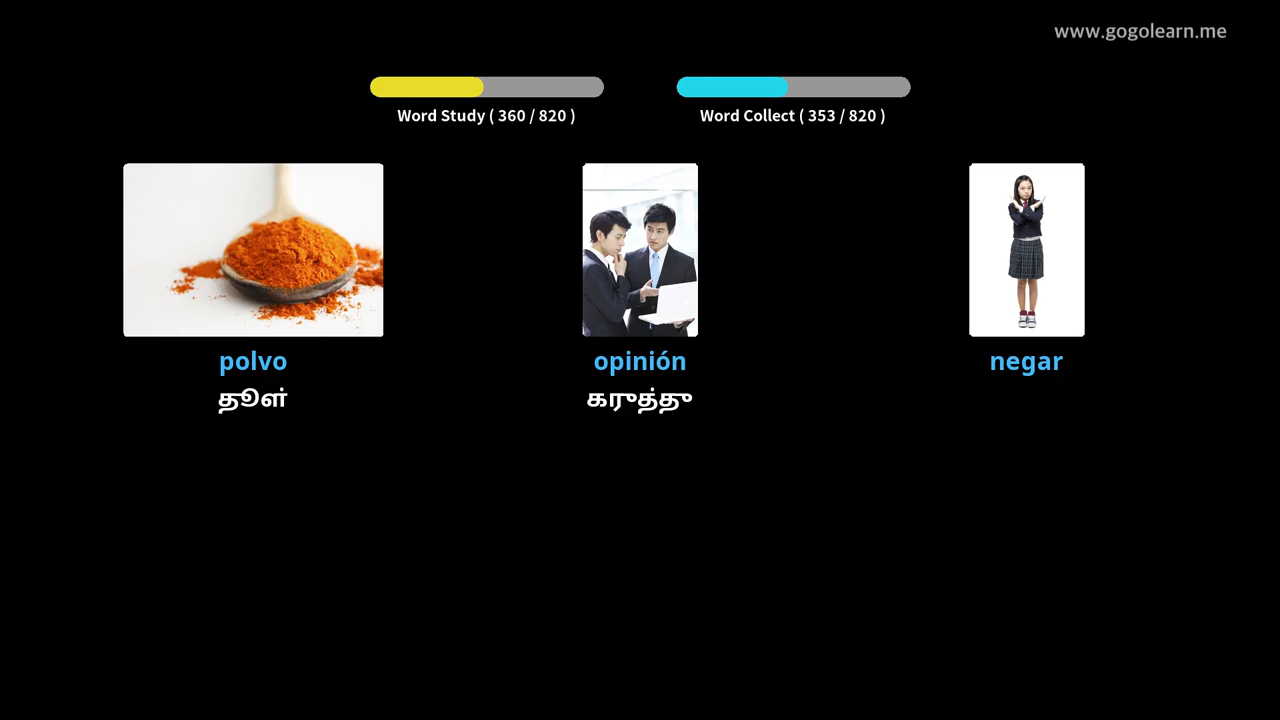 www.gogolearn.me
Word Study ( 360 / 820 )
Word Collect ( 353 / 820 )
polvo
தூள்
opinión
கருத்து
negar